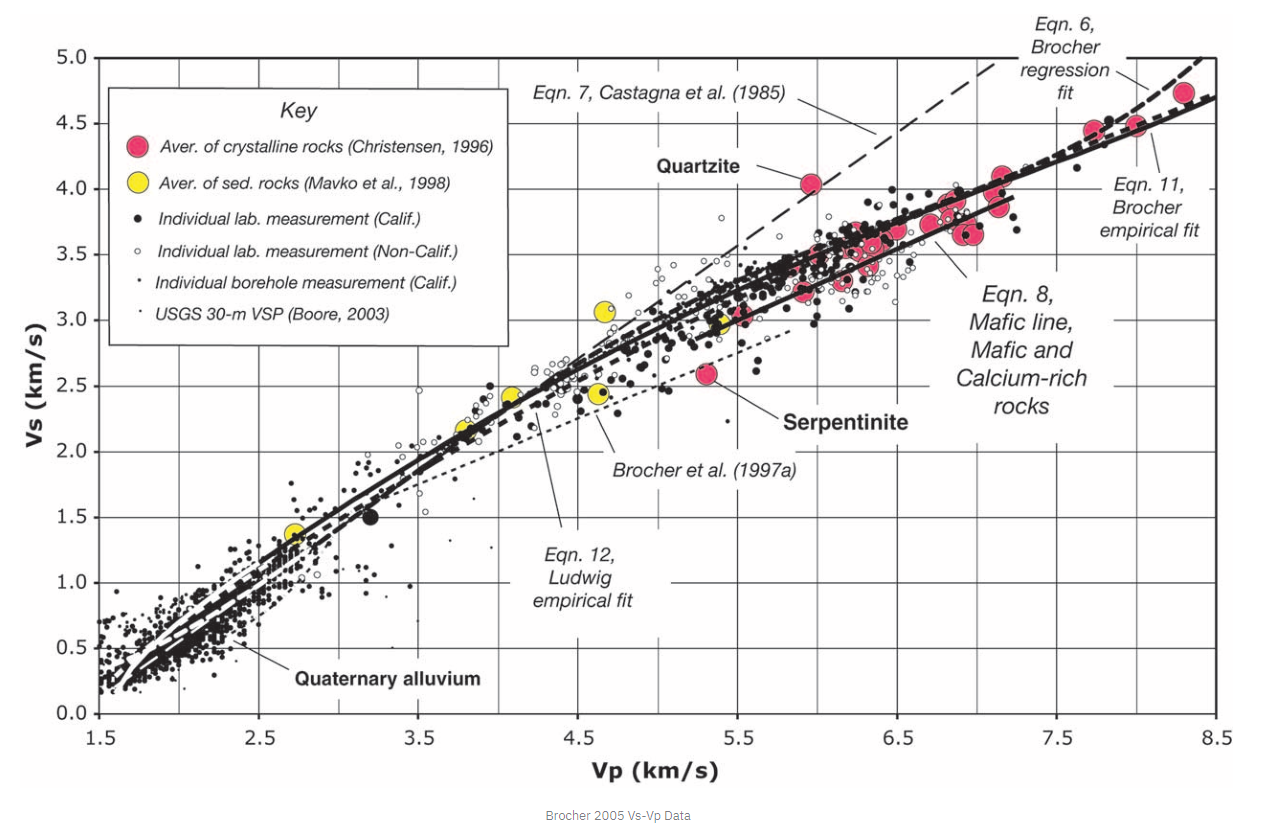 Eqn. 6,
Brocher
regression
fit
Eqn. 7, Castagna et al. (1985)
Key
Aver. of crystalline rocks (Christensen, 1996)
Aver. of sed. rocks (Mavko et al., 1998)
Individual lab. measurement (Calif.)
Individual lab. measurement (Non-Calif.)
Individual borehole measurement (Calif.)
USGS 30-m VSP (Boore, 2003)
Quartzite
Eqn. 11,
Brocher
empirical fit
Eqn. 8,
Mafic line,
Mafic and
Calcium-rich
rocks
Serpentinite
Brocher et al. (1997a)
Eqn. 12,
Ludwig
empirical fit
Quaternary alluvium
Vs (km/s)
5.0
4.5
4.0
3.5
3.0
2.5
2.0
1.5
1.0
0.5
0.0
1.5 2.5 3.5 4.5 5.5 6.5 7.5 8.5
Vp (km/s)
Brocher 2005 Vs-Vp Data